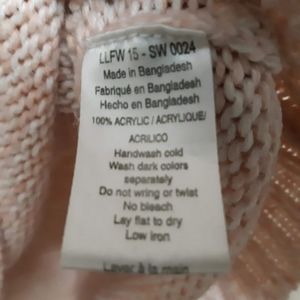 LLFW 15 - SW 0024
Made in Bangladesh
Fabriqué en Bangladesh
Hecho en Bangladesh
100% ACRYLIC / ACRYLIQUE/
ACRILICO
Handwash cold
Wash dark colors
separately
Do not wring or twist
No bleach
Lay flat to dry
Low iron
Laver à la main